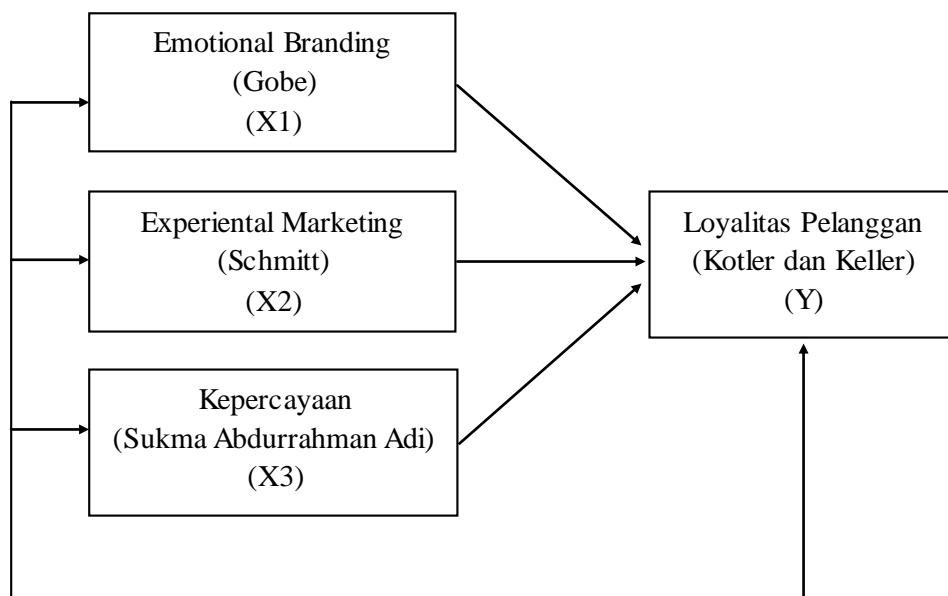 Emotional Branding
(Gobe)
(X1)
Experiental Marketing
(Schmitt)
(X2)
Kepercayaan
(Sukma Abdurrahman Adi)
(X3)
Loyalitas Pelanggan
(Kotler dan Keller)
(Y)